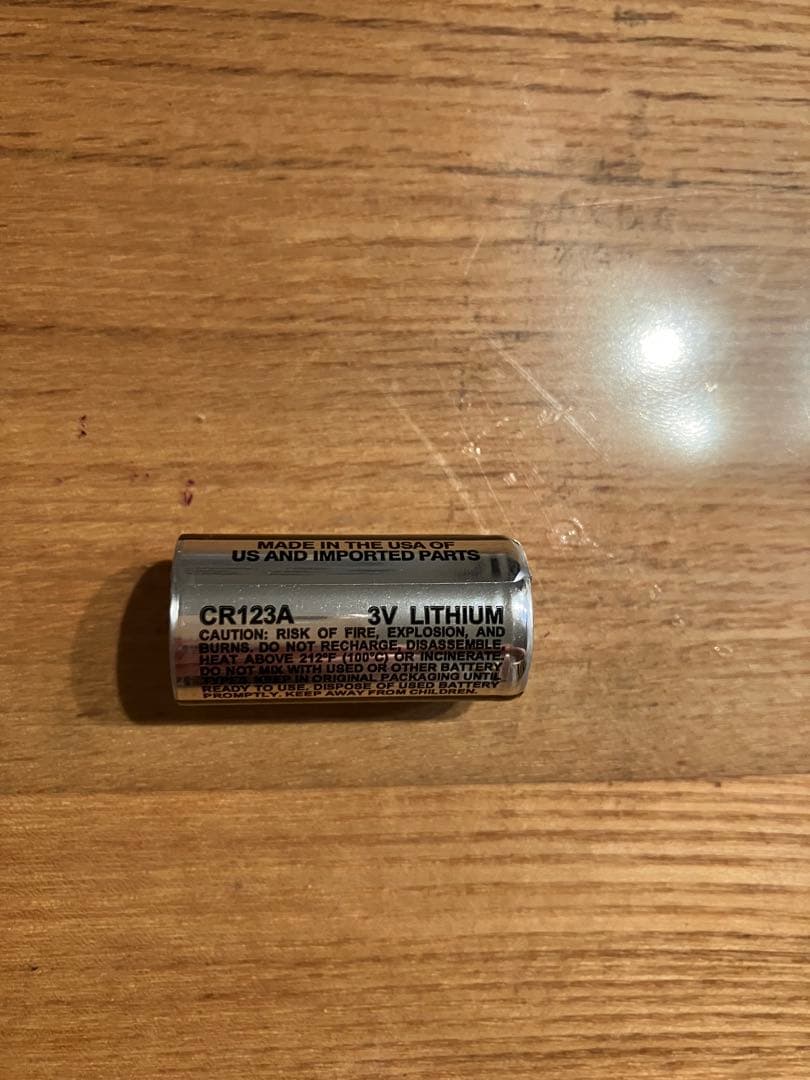 MADE IN THE USA OF
US AND IMPORTED PARTS
CR123A 3V LITHIUM
CAUTION: RISK OF FIRE, EXPLOSION, AND
BURNS. DO NOT RECHARGE, DISASSEMBLE
HEAT ABOVE 212°F (100°C) OR INCINERATE
DO NOT MIX WITH USED OR OTHER BATTERY
TYPES. KEEP IN ORIGINAL PACKAGING UNTIL
READY TO USE. DISPOSE OF USED BATTERY
PROMPTLY. KEEP AWAY FROM CHILDREN.